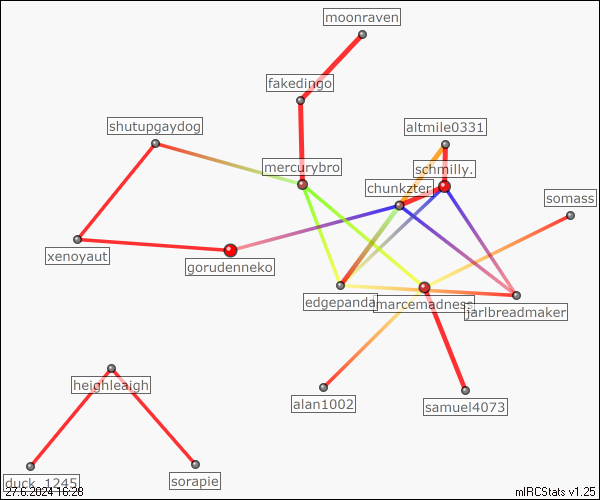 moonraven
fakedingo
shutupgaydog
altmile0331
mercurybro
schmilly.
chunkzter
somass
xenoyaut
gorudenneko
edgepanda
marcemadness
jarlbreadmaker
heighleaigh
alan1002
samuel4073
duck_1245
sorapie
27.6.2024 16:28
mIRCStats v1.25